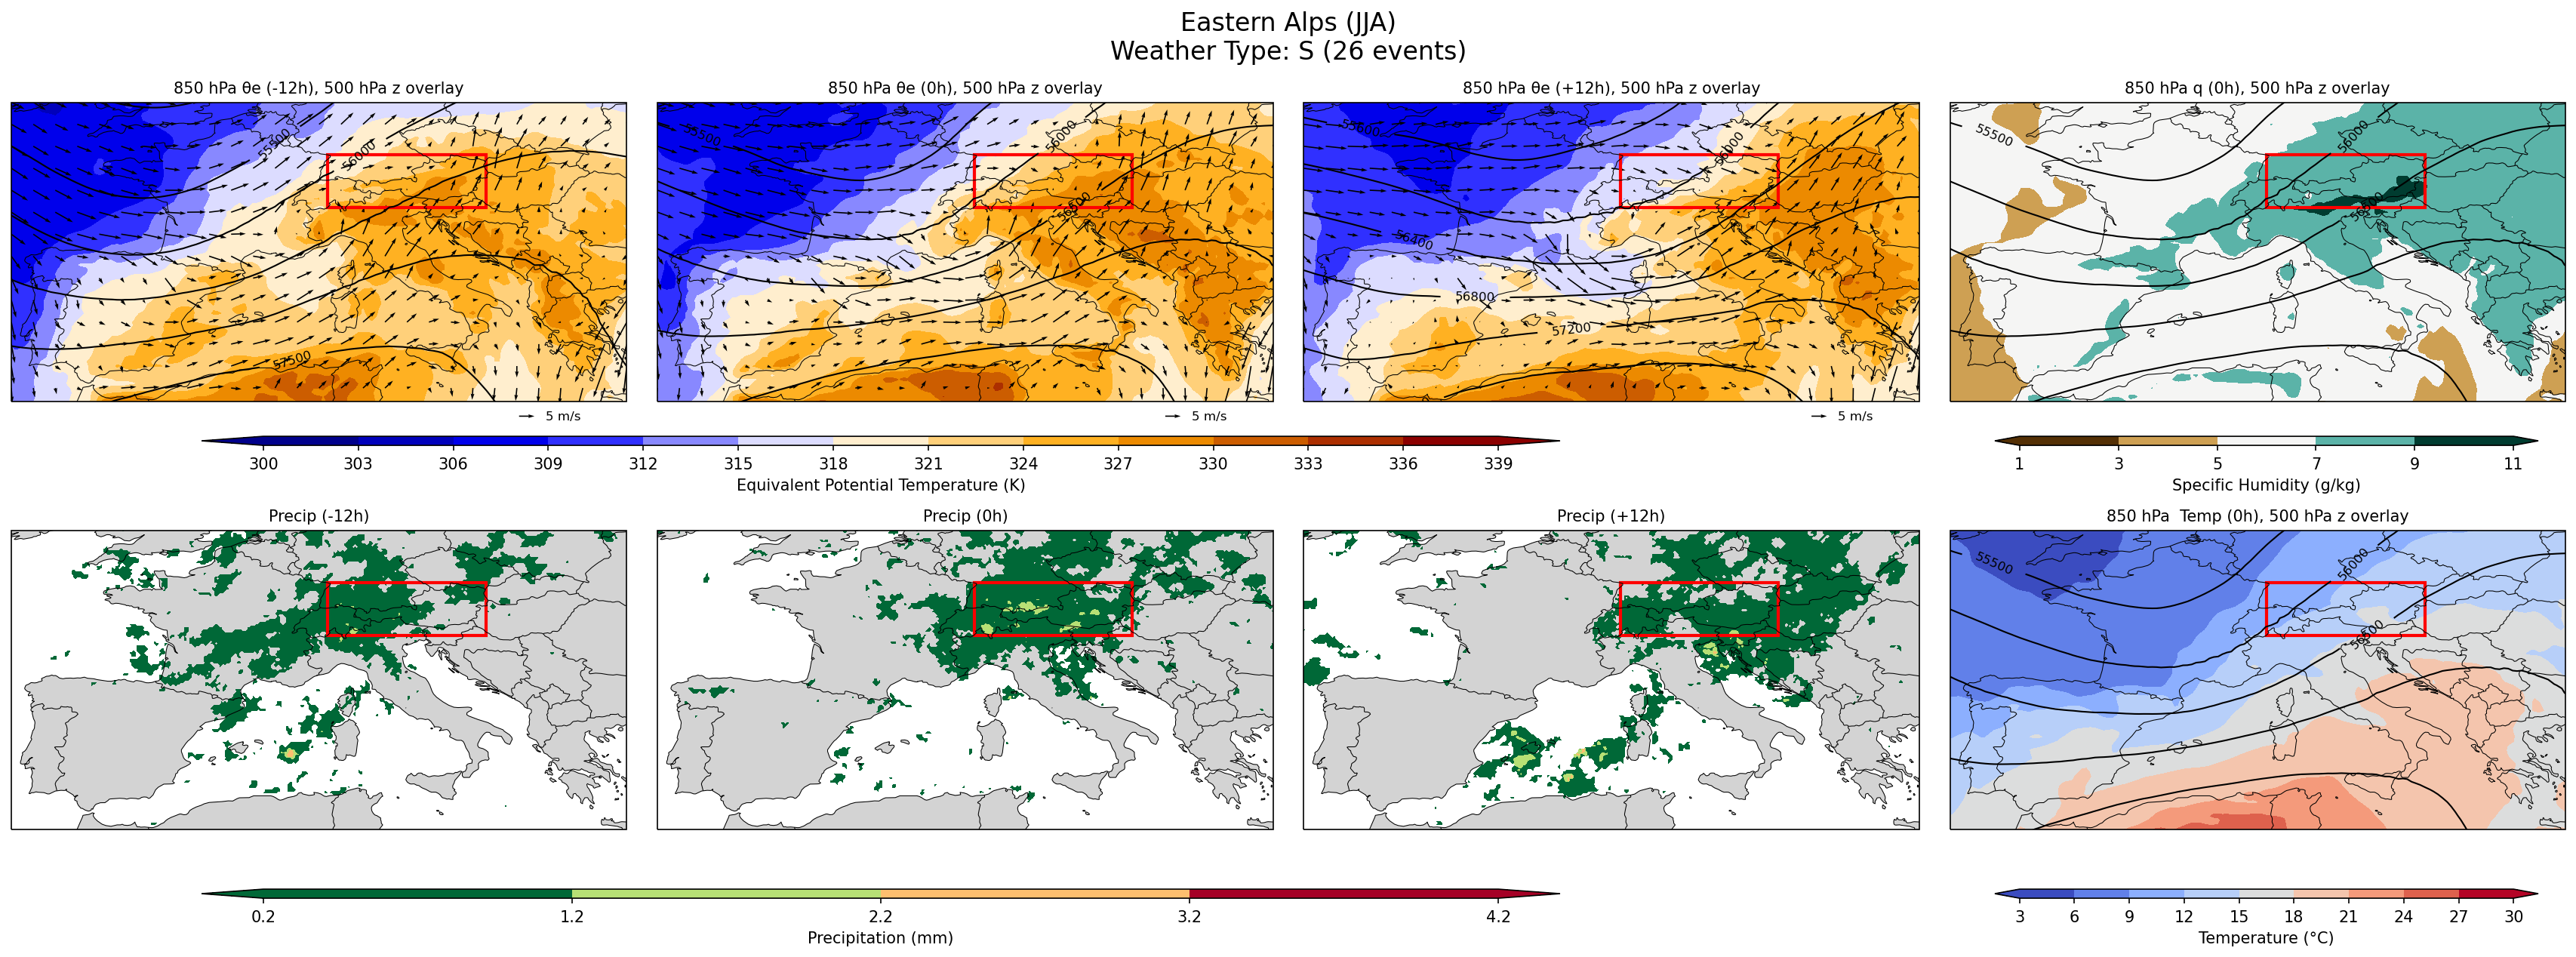 Eastern Alps (JJA)
Weather Type: S (26 events)
850 hPa θe (-12h), 500 hPa z overlay
55500
56000
57500
5 m/s
850 hPa θe (0h), 500 hPa z overlay
55500
56000
56500
5 m/s
850 hPa θe (+12h), 500 hPa z overlay
55600
56000
56400
56800
57200
5 m/s
850 hPa q (0h), 500 hPa z overlay
55500
56000
56500
300 303 306 309 312 315 318 321 324 327 330 333 336 339
Equivalent Potential Temperature (K)
1 3 5 7 9 11
Specific Humidity (g/kg)
Precip (-12h)
Precip (0h)
Precip (+12h)
850 hPa  Temp (0h), 500 hPa z overlay
55500
56000
56500
0.2 1.2 2.2 3.2 4.2
Precipitation (mm)
3 6 9 12 15 18 21 24 27 30
Temperature (°C)